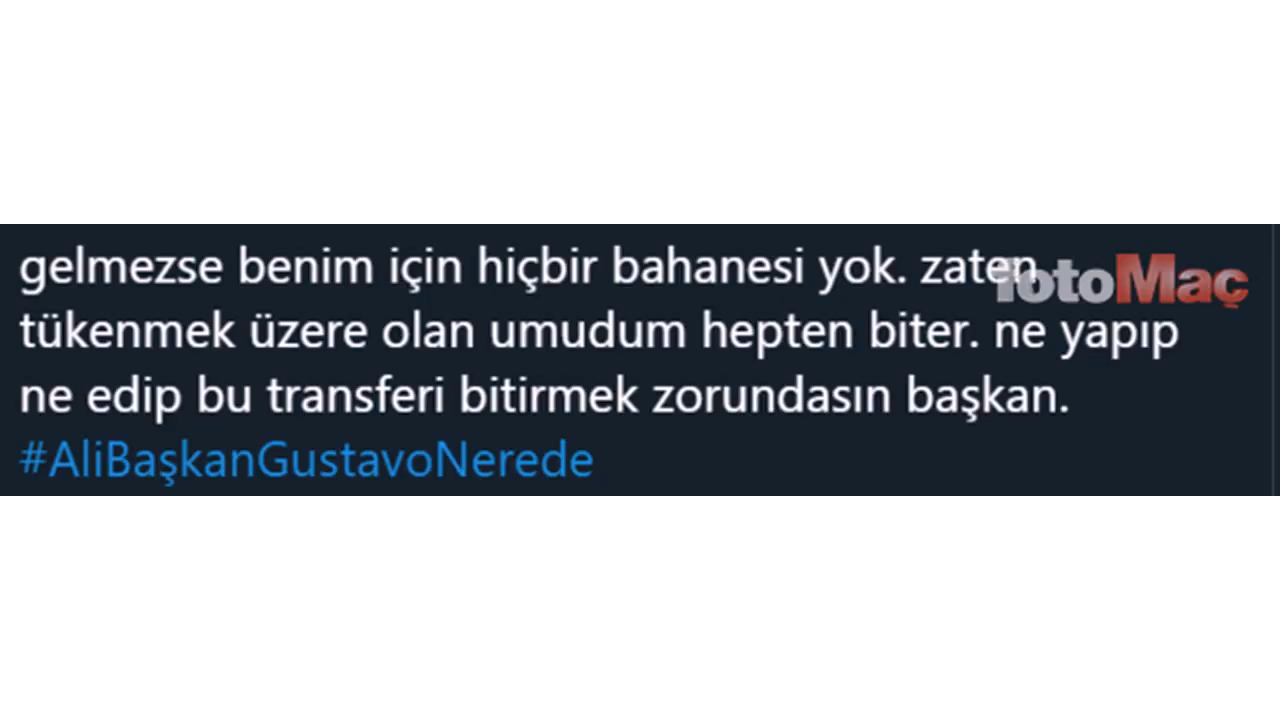 gelmezse benim için hiçbir bahanesi yok. zaten
fotoMaç
tükenmek üzere olan umudum hepten biter. ne yapıp
ne edip bu transferi bitirmek zorundasın başkan.
#AliBaşkanGustavoNerede